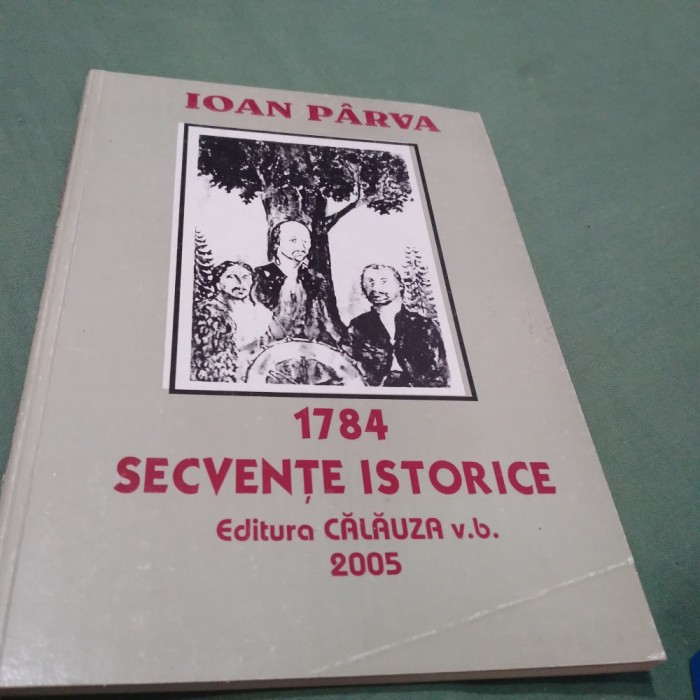 IOAN PÂRVA
1784
SECVENȚE ISTORICE
Editura CĂLĂUZA v.b.
2005